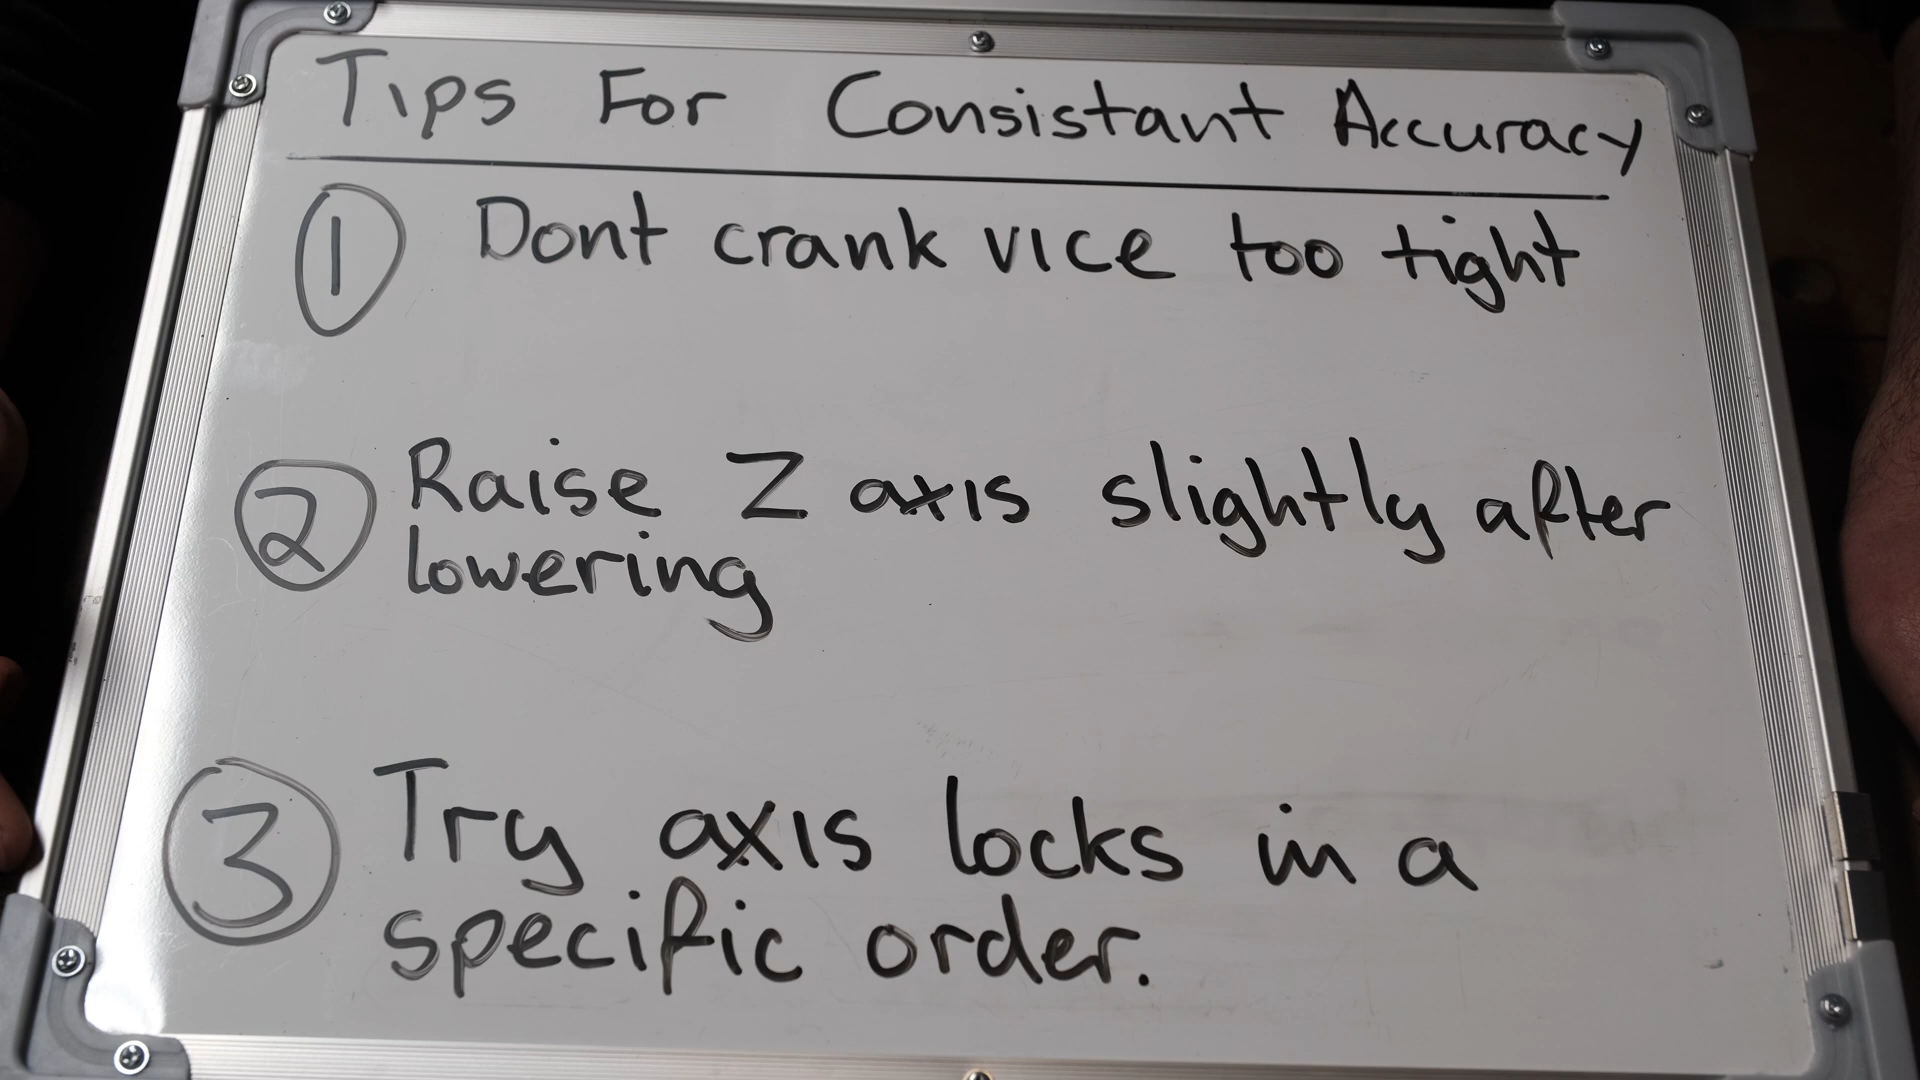 Tips For Consistant Accuracy
1 Dont crank vice too tight
2 Raise Z axis slightly after
lowering
3 Try axis locks in a
specific order.